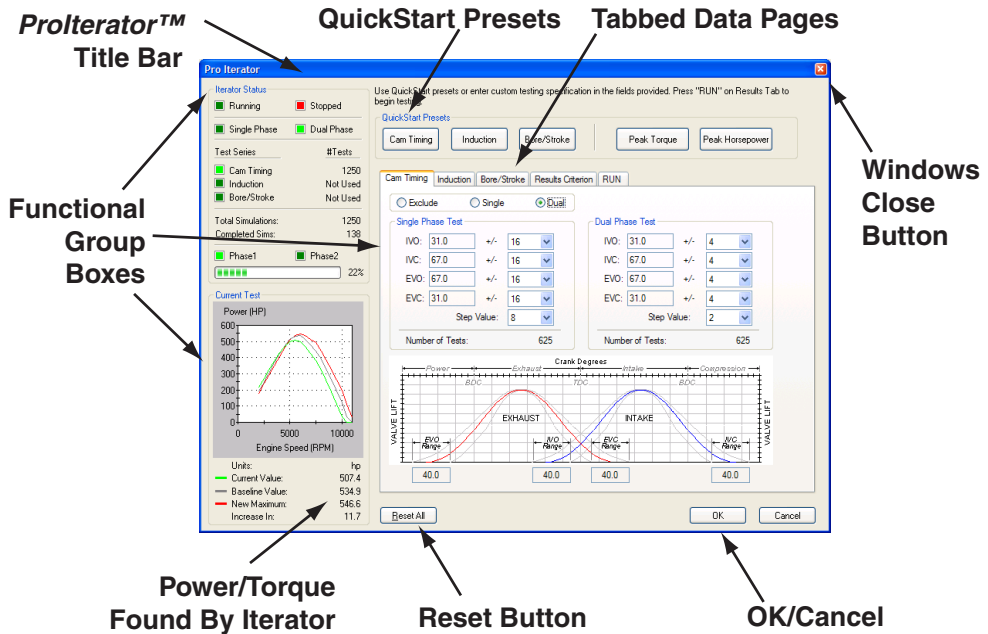 ProIterator™
Title Bar
QuickStart Presets
Tabbed Data Pages
Pro Iterator
Iterator Status
Running Stopped
Single Phase Dual Phase
Test Series #Tests
Cam Timing 1250
Induction Not Used
Bore/Stroke Not Used
Total Simulations: 1250
Completed Sims: 138
Phase1 Phase2
22%
Current Test
Power (HP)
600
500
400
300
200
100
0
0 5000 10000
Engine Speed (RPM)
Units: hp
Current Value: 507.4
Baseline Value: 534.9
New Maximum: 546.6
Increase In: 11.7
Use QuickStart presets or enter custom testing specification in the fields provided. Press "RUN" on Results Tab to
begin testing.
QuickStart Presets
Cam Timing Induction Bore/Stroke Peak Torque Peak Horsepower
Cam Timing Induction Bore/Stroke Results Criterion RUN
Exclude Single Dual
Single Phase Test
IVO: 31.0 +/- 16
IVC: 67.0 +/- 16
EVO: 67.0 +/- 16
EVC: 31.0 +/- 16
Step Value: 8
Number of Tests: 625
Dual Phase Test
IVO: 31.0 +/- 4
IVC: 67.0 +/- 4
EVO: 67.0 +/- 4
EVC: 31.0 +/- 4
Step Value: 2
Number of Tests: 625
Crank Degrees
Power Exhaust Intake Compression
BDC TDC BDC
VALVE LIFT
EXHAUST INTAKE
VALVE LIFT
EVO Range
IVO Range
EVC Range
IVC Range
40.0 40.0 40.0 40.0
Reset All OK Cancel
Functional
Group
Boxes
Windows
Close
Button
Power/Torque
Found By Iterator
Reset Button
OK/Cancel